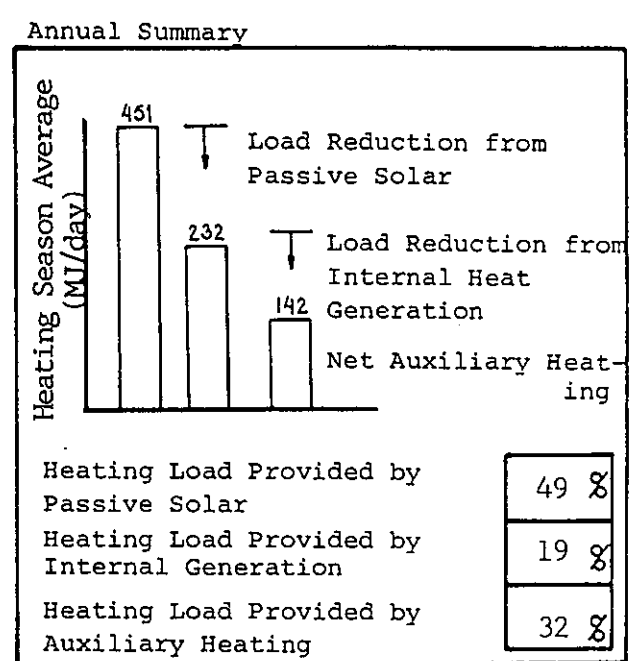 Annual Summary
Heating Season Average
(MJ/day)
451
Load Reduction from
Passive Solar
232
Load Reduction from
Internal Heat
Generation
142
Net Auxiliary Heat-
ing
Heating Load Provided by
Passive Solar
49 %
Heating Load Provided by
Internal Generation
19 %
Heating Load Provided by
Auxiliary Heating
32 %